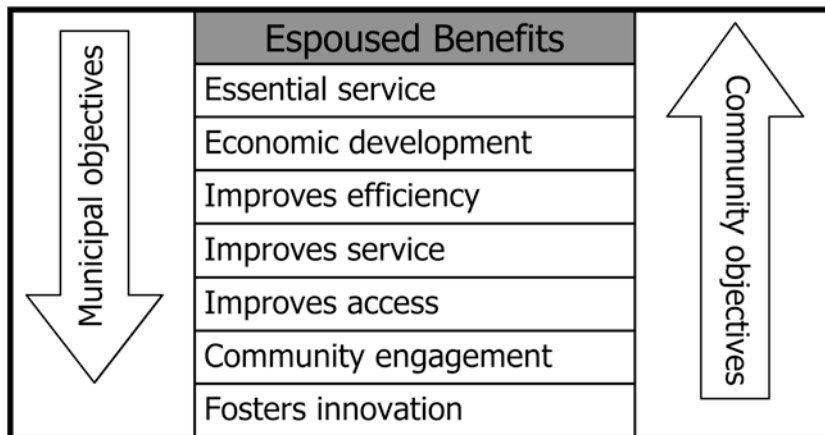 Municipal objectives
Espoused Benefits
Essential service
Economic development
Improves efficiency
Improves service
Improves access
Community engagement
Fosters innovation
Community objectives